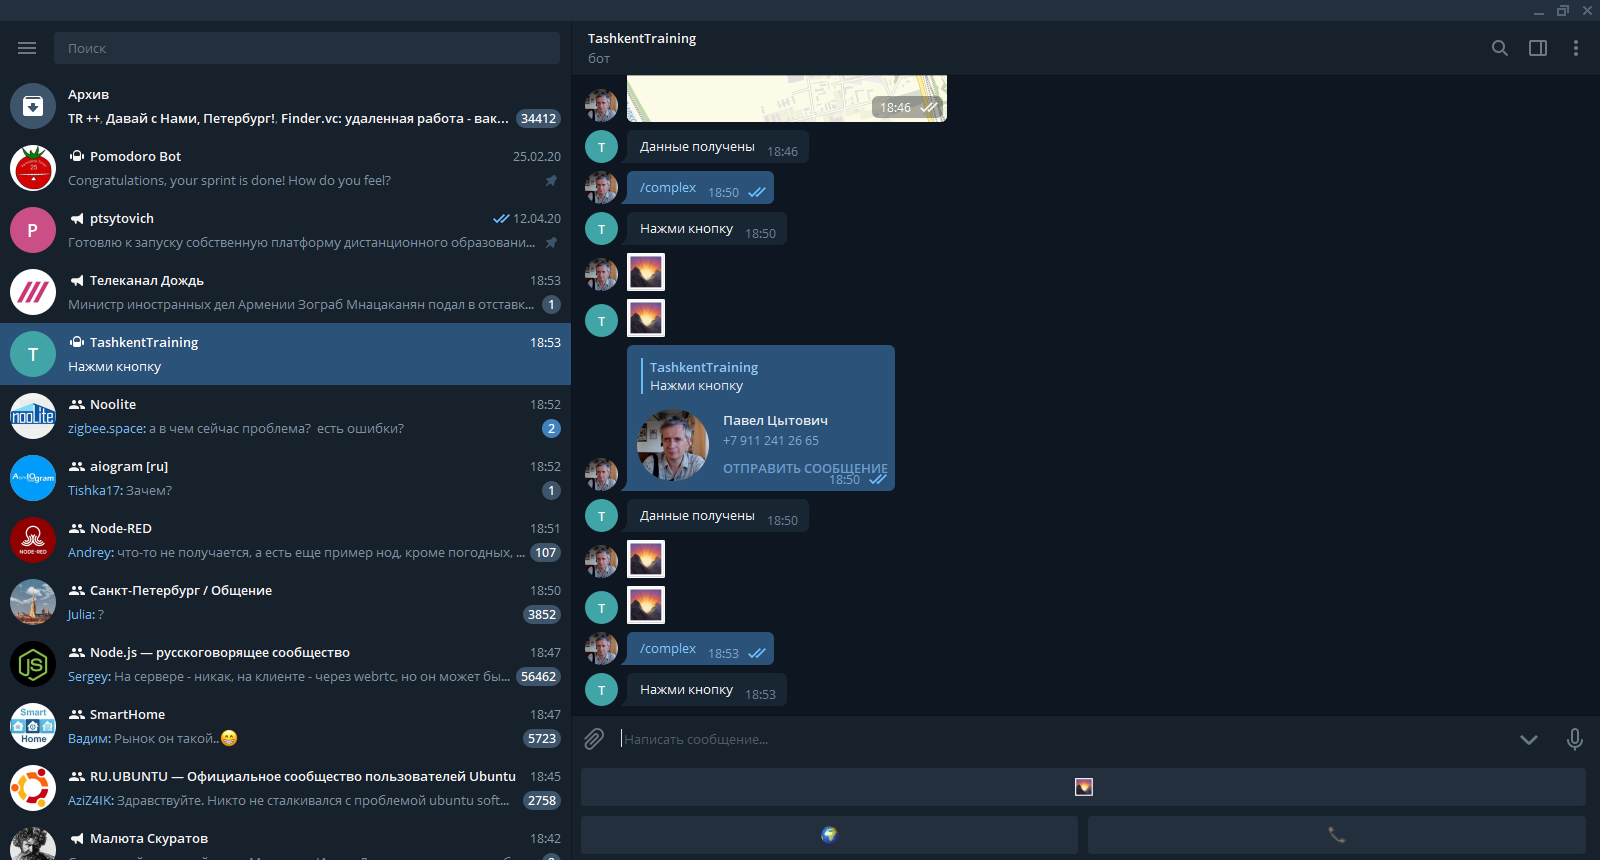 Поиск
Архив
TR ++, Давай с Нами, Петербург!, Finder.vc: удаленная работа - вак... 34412
Pomodoro Bot 25.02.20
Congratulations, your sprint is done! How do you feel?
P
ptsytovich 12.04.20
Готовлю к запуску собственную платформу дистанционного образовани...
Телеканал Дождь 18:53
Министр иностранных дел Армении Зограб Мнацаканян подал в отставк... 1
T
TashkentTraining 18:53
Нажми кнопку
nooLite
Noolite 18:52
zigbee.space: а в чем сейчас проблема? есть ошибки? 2
AIOgram
aiogram [ru] 18:52
Tishka17: Зачем? 1
NODE-RED
Node-RED 18:51
Andrey: что-то не получается, а есть еще пример нод, кроме погодных, ... 107
Санкт-Петербург / Общение 18:50
Julia: ? 3852
JS
Node.js — русскоговорящее сообщество 18:47
Sergey: На сервере - никак, на клиенте - через webrtc, но он может бы... 56462
Smart
Home
SmartHome 18:47
Вадим: Рынок он такой..😁 5723
RU.UBUNTU — Официальное сообщество пользователей Ubuntu 18:45
AziZ4IK: Здравствуйте. Никто не сталкивался с проблемой ubuntu soft... 2758
Малюта Скуратов 18:42
TashkentTraining
бот
18:46
T
Данные получены 18:46
/complex 18:50
T
Нажми кнопку 18:50
T
TashkentTraining
Нажми кнопку
Павел Цытович
+7 911 241 26 65
ОТПРАВИТЬ СООБЩЕНИЕ
18:50
T
Данные получены 18:50
T
/complex 18:53
T
Нажми кнопку 18:53
Написать сообщение...